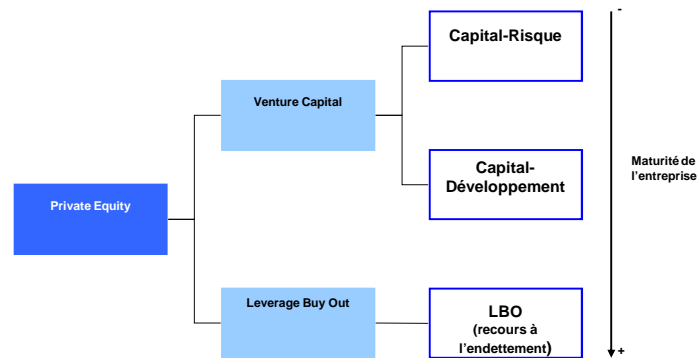 -
Capital-Risque
Venture Capital
Capital-
Développement
Maturité de
l'entreprise
Private Equity
Leverage Buy Out
LBO
(recours à
l'endettement)
+